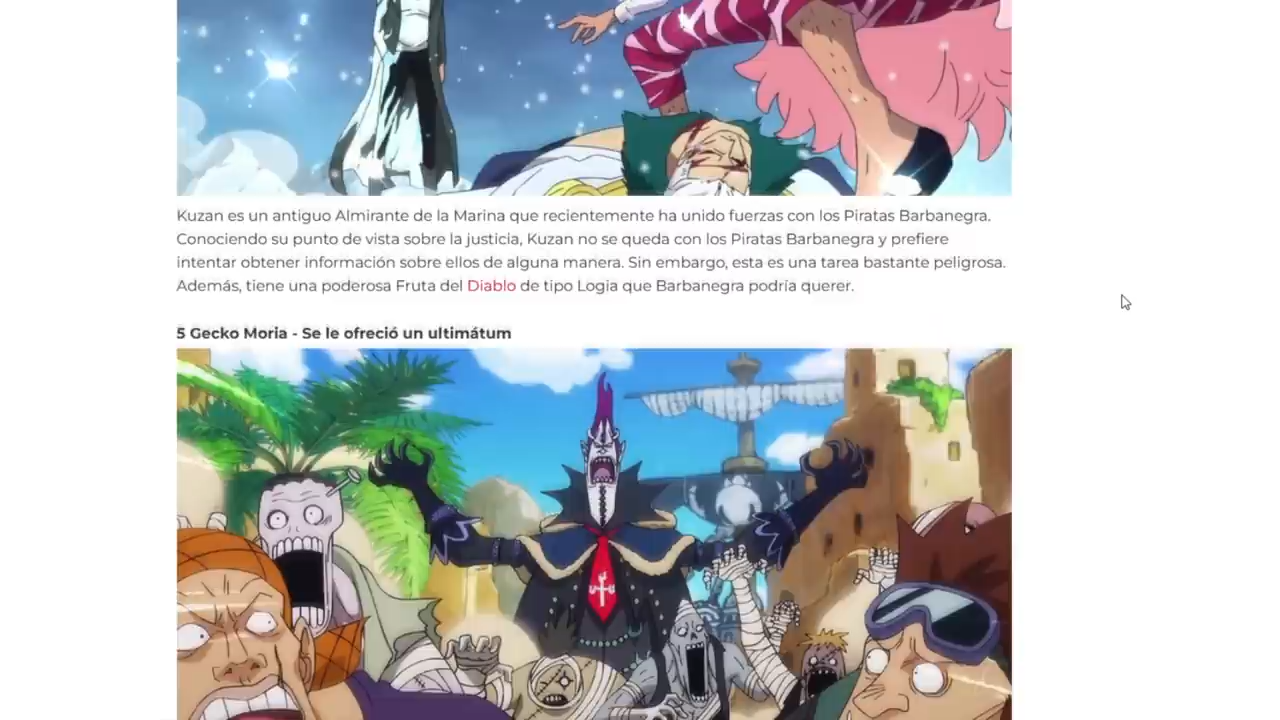 Kuzan es un antiguo Almirante de la Marina que recientemente ha unido fuerzas con los Piratas Barbanegra.
Conociendo su punto de vista sobre la justicia, Kuzan no se queda con los Piratas Barbanegra y prefiere
intentar obtener información sobre ellos de alguna manera. Sin embargo, esta es una tarea bastante peligrosa.
Además, tiene una poderosa Fruta del Diablo de tipo Logia que Barbanegra podría querer.
5 Gecko Moria - Se le ofreció un ultimátum